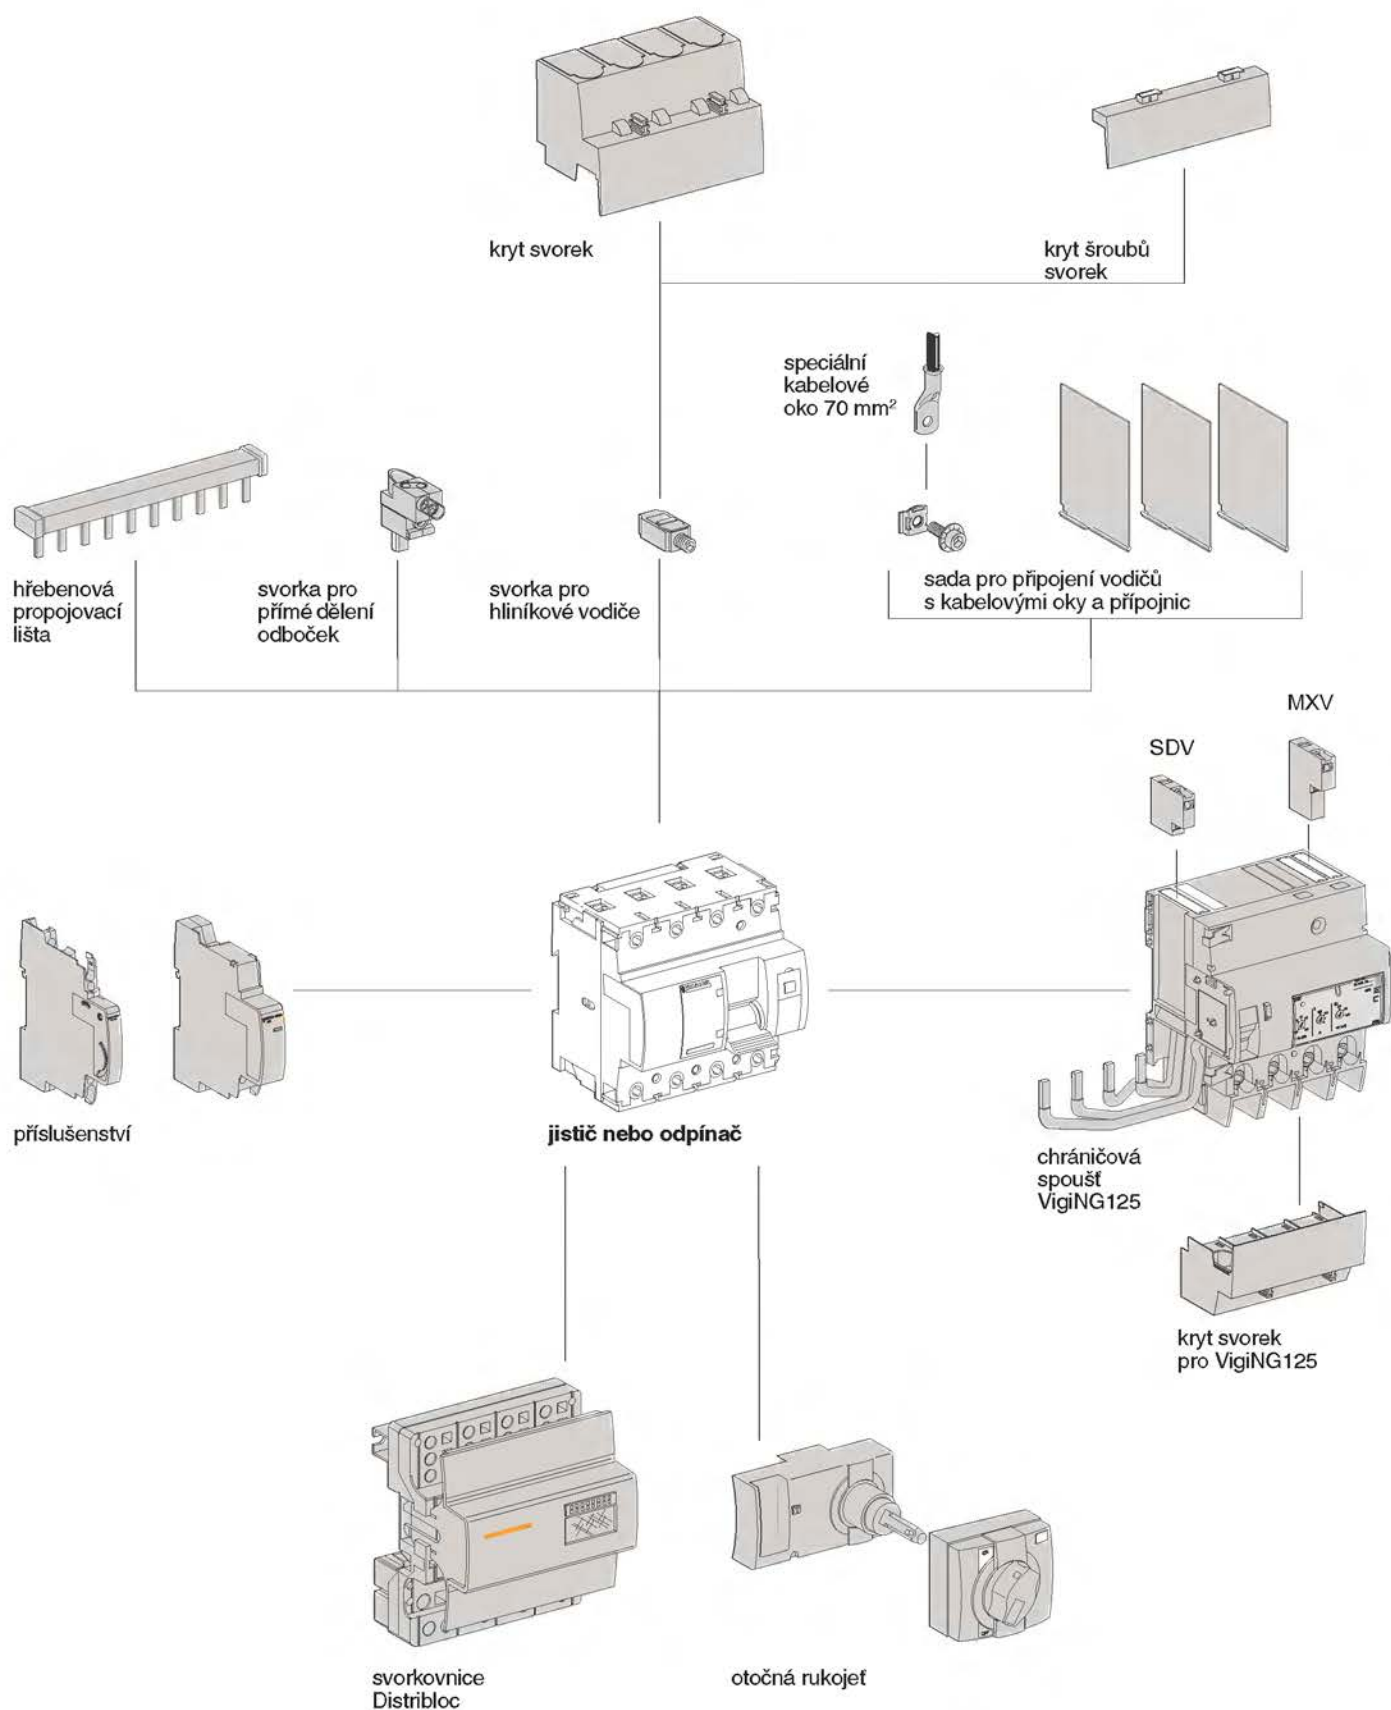 kryt svorek
kryt šroubů
svorek
speciální
kabelové
oko 70 mm²
hřebenová
propojovací
lišta
svorka pro
přímé dělení
odboček
svorka pro
hliníkové vodiče
sada pro připojení vodičů
s kabelovými oky a přípojnic
MXV
SDV
příslušenství
jistič nebo odpínač
chráničová
spoušť
VigiNG125
kryt svorek
pro VigiNG125
svorkovnice
Distribloc
otočná rukojeť